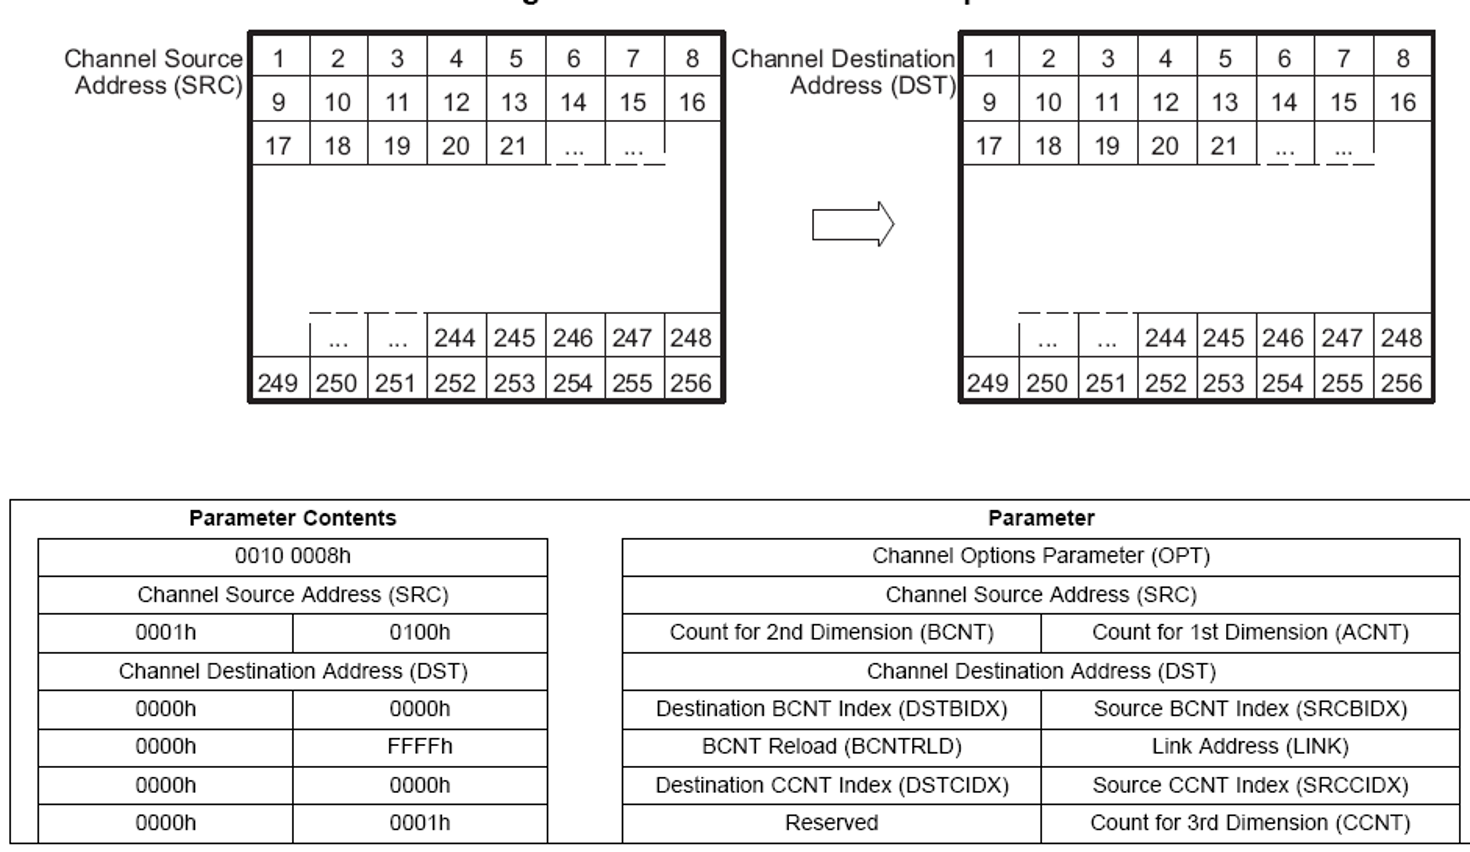 Channel Source
Address (SRC)
1 2 3 4 5 6 7 8
9 10 11 12 13 14 15 16
17 18 19 20 21 ... ...
... ... 244 245 246 247 248
249 250 251 252 253 254 255 256
Channel Destination
Address (DST)
1 2 3 4 5 6 7 8
9 10 11 12 13 14 15 16
17 18 19 20 21 ... ...
... ... 244 245 246 247 248
249 250 251 252 253 254 255 256
Parameter Contents
0010 0008h
Channel Source Address (SRC)
0001h 0100h
Channel Destination Address (DST)
0000h 0000h
0000h FFFFh
0000h 0000h
0000h 0001h
Parameter
Channel Options Parameter (OPT)
Channel Source Address (SRC)
Count for 2nd Dimension (BCNT) Count for 1st Dimension (ACNT)
Channel Destination Address (DST)
Destination BCNT Index (DSTBIDX) Source BCNT Index (SRCBIDX)
BCNT Reload (BCNTRLD) Link Address (LINK)
Destination CCNT Index (DSTCIDX) Source CCNT Index (SRCCIDX)
Reserved Count for 3rd Dimension (CCNT)